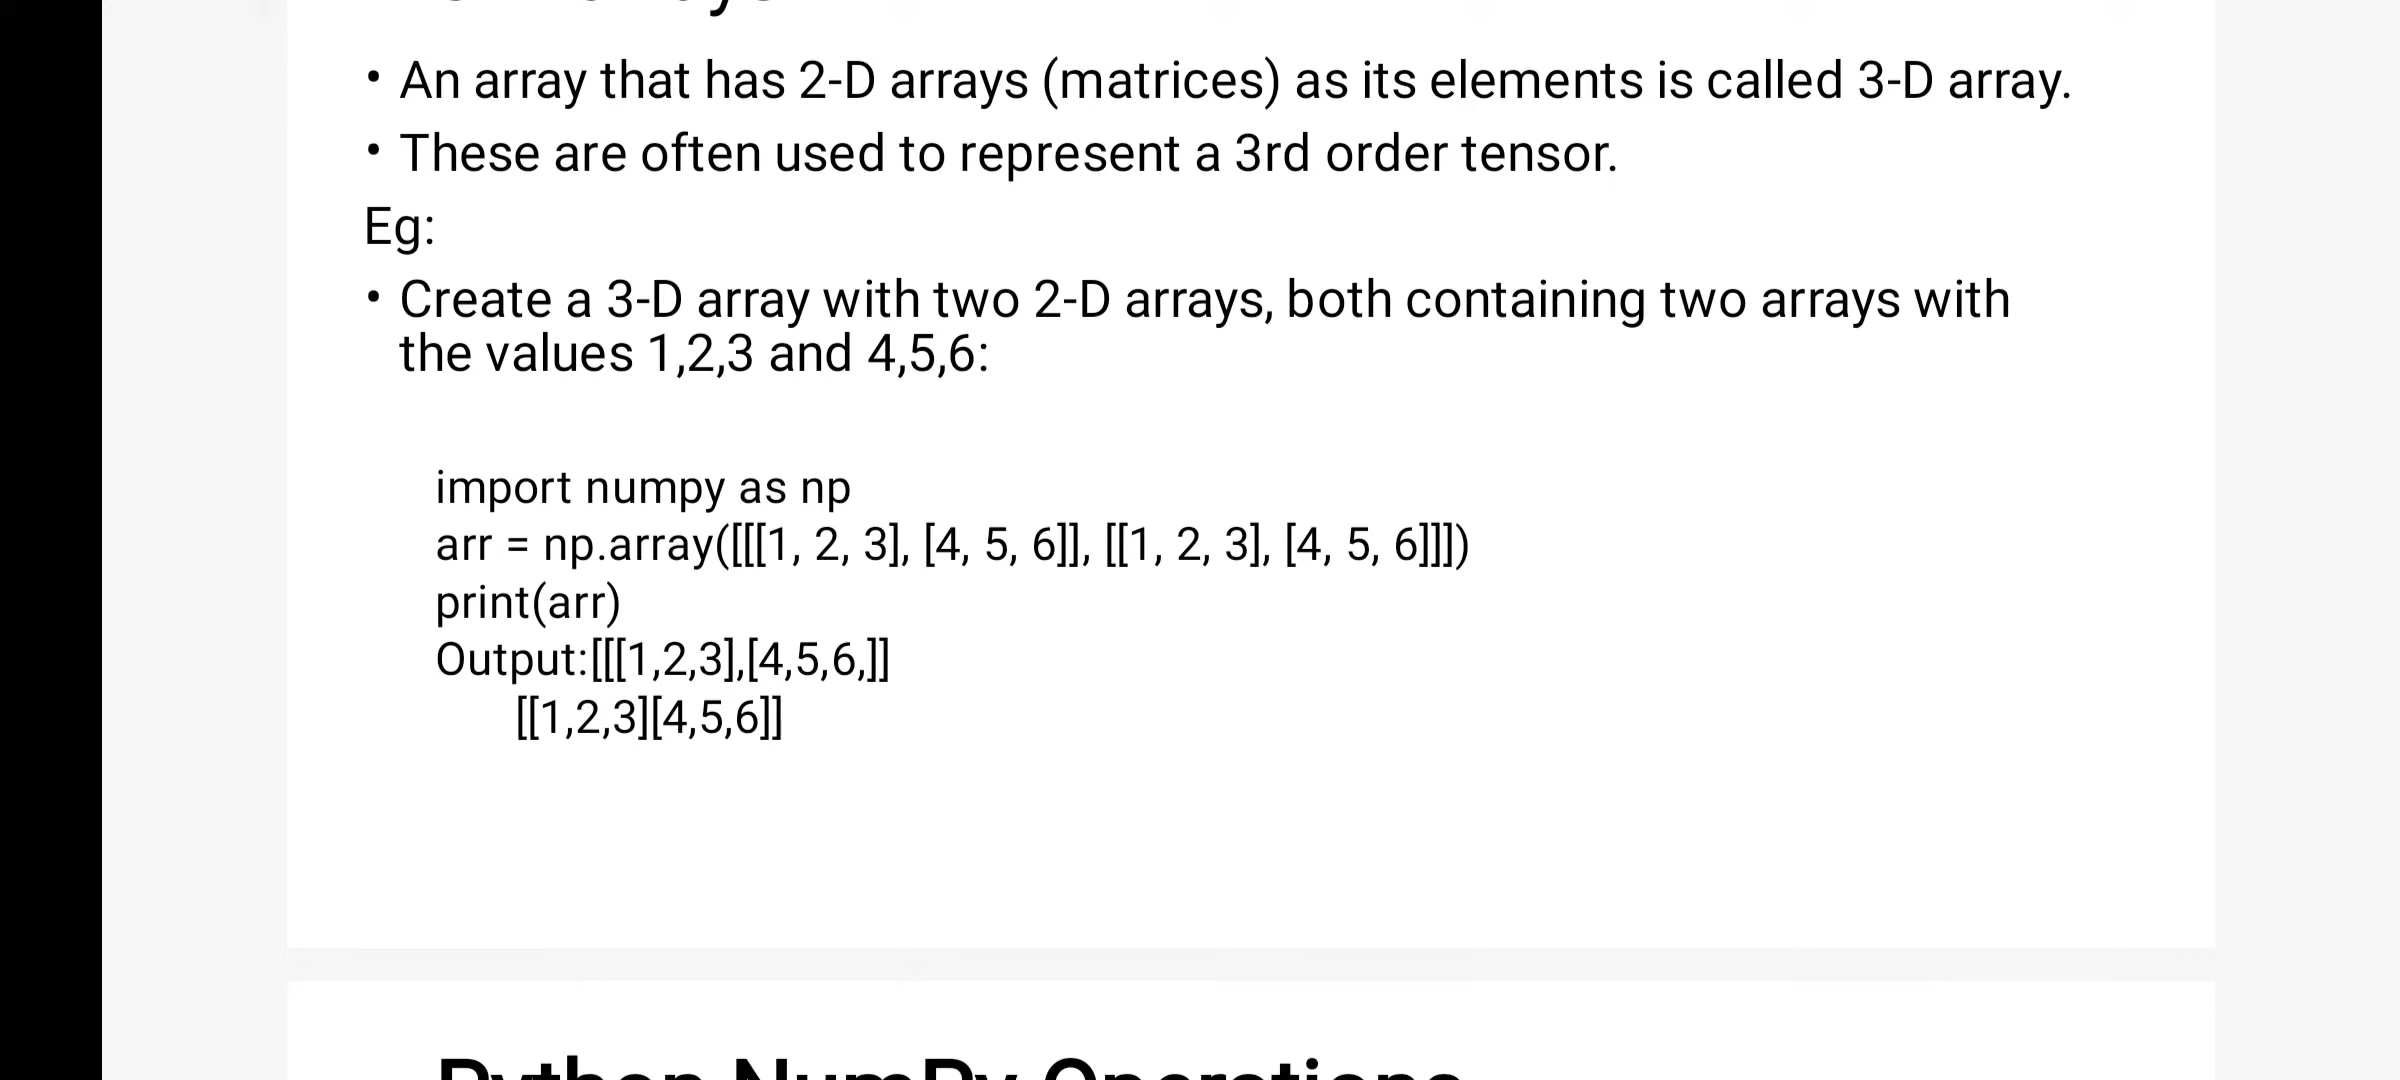 • An array that has 2-D arrays (matrices) as its elements is called 3-D array.
• These are often used to represent a 3rd order tensor.
Eg:
• Create a 3-D array with two 2-D arrays, both containing two arrays with
the values 1,2,3 and 4,5,6:
import numpy as np
arr = np.array([[[1, 2, 3], [4, 5, 6]], [[1, 2, 3], [4, 5, 6]]])
print(arr)
Output:[[[1,2,3],[4,5,6,]]
[[1,2,3][4,5,6]]
Python NumPy Operations